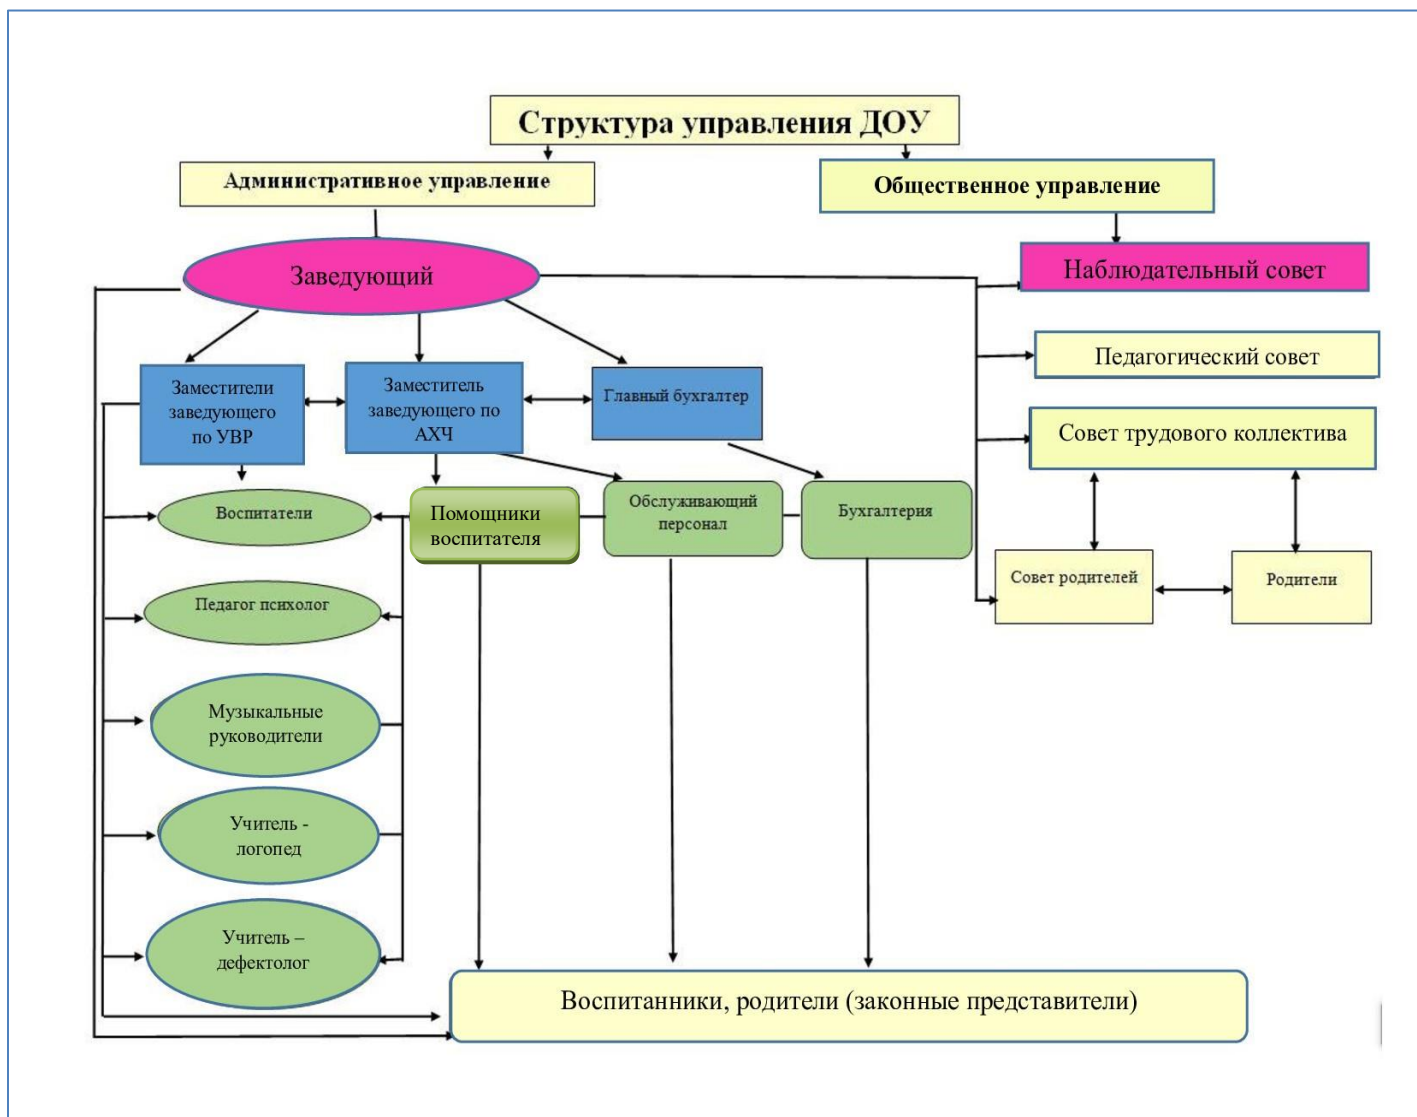 Структура управления ДОУ
Административное управление
Общественное управление
Заведующий
Наблюдательный совет
Педагогический совет
Заместители
заведующего
по УВР
Заместитель
заведующего по
АХЧ
Главный бухгалтер
Совет трудового коллектива
Воспитатели
Помощники
воспитателя
Обслуживающий
персонал
Бухгалтерия
Совет родителей
Родители
Педагог психолог
Музыкальные
руководители
Учитель -
логопед
Учитель –
дефектолог
Воспитанники, родители (законные представители)